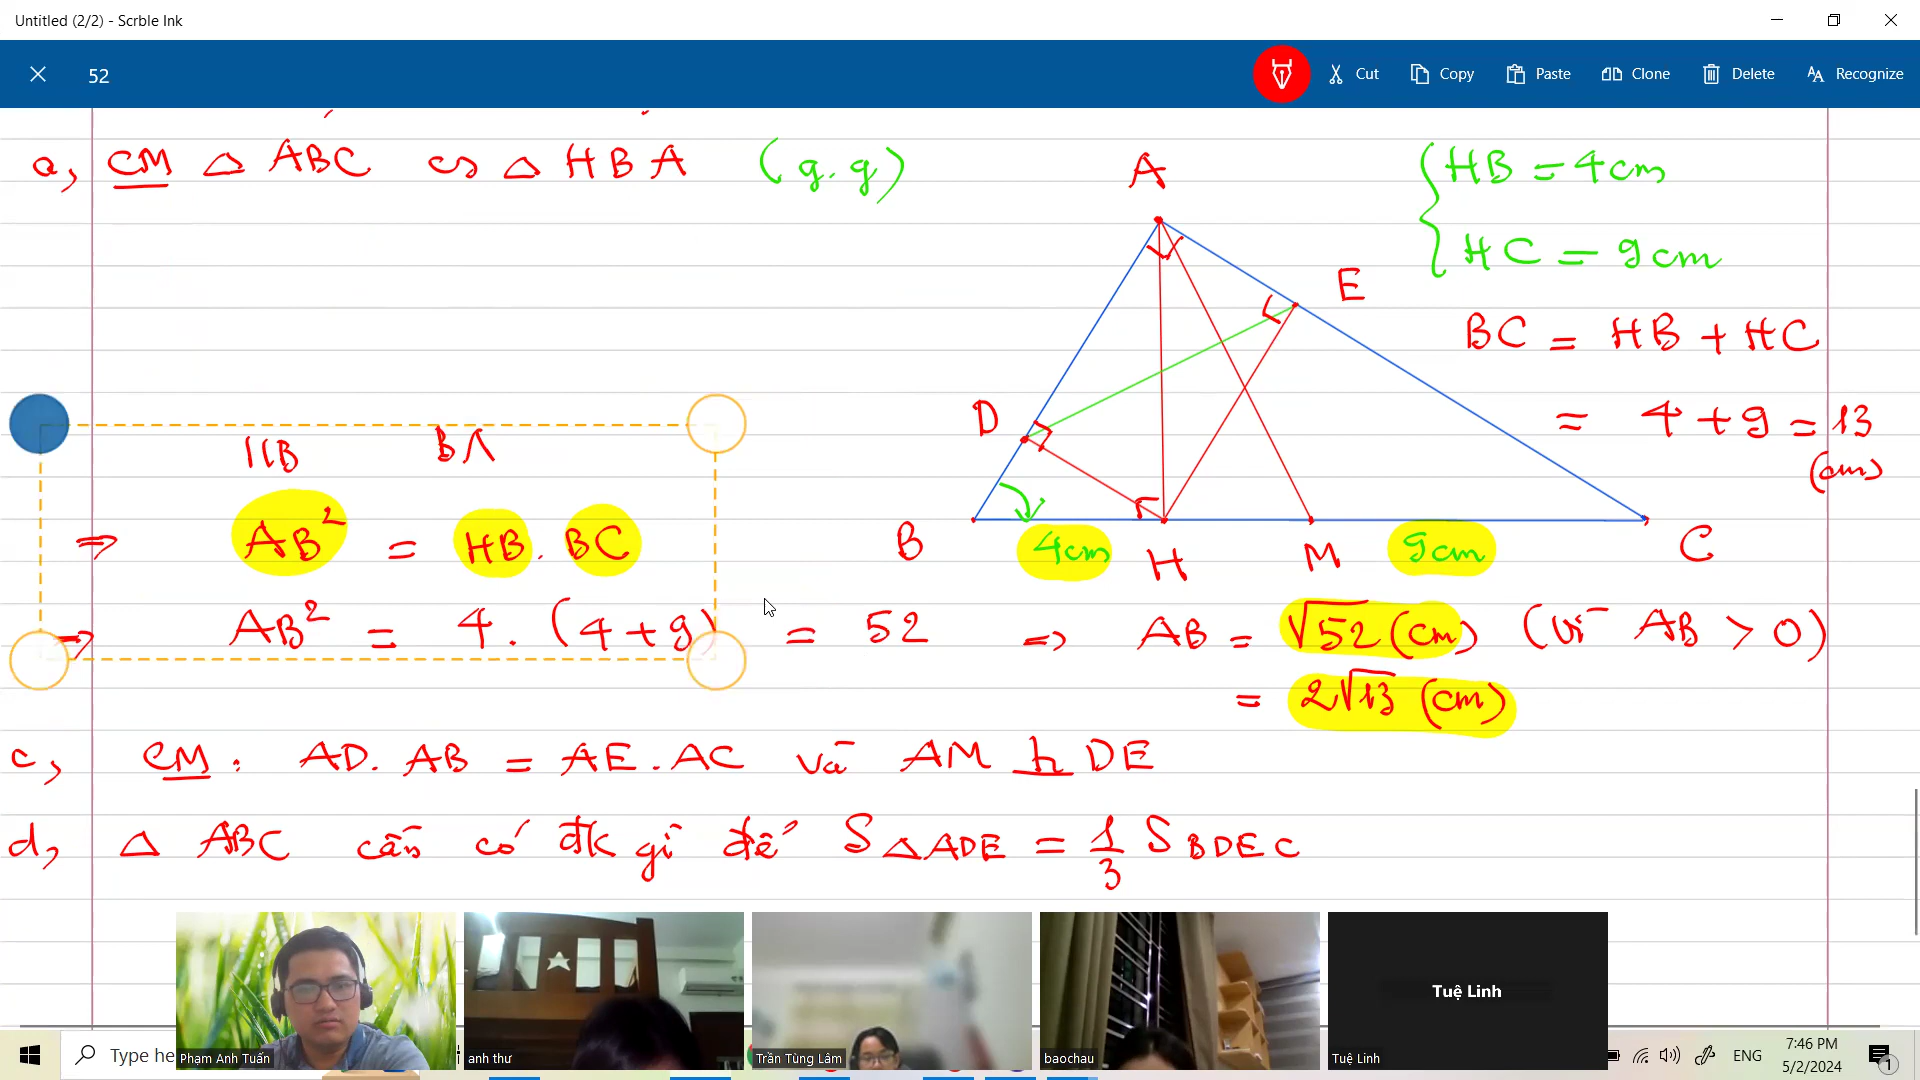 Untitled (2/2) - Scrble Ink
52
Cut Copy Paste Clone Delete Recognize
a, CM △ ABC ∽ △ HBA (g.g)
A
{ HB = 4cm
HC = 9cm
E
BC = HB + HC
= 4 + 9 = 13
(cm)
D
HB BA
⇒ AB² = HB . BC
B 4cm H M 9cm C
⇒ AB² = 4 . (4 + 9) = 52 ⇒ AB = √52 (cm) (vì AB > 0)
= 2√13 (cm)
c, CM : AD . AB = AE . AC và AM ⊥ DE
d, △ ABC cần có đk gì để S△ADE = 1/3 SBDEC
Tuệ Linh
Phạm Anh Tuấn
anh thư
Trần Tùng Lâm
baochau
Tuệ Linh
Type he
ENG
7:46 PM
5/2/2024
1